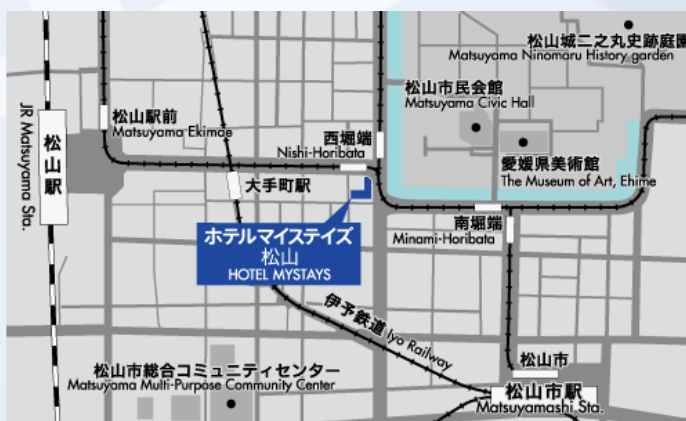 松山城二之丸史跡庭園
Matsuyama Ninomaru History garden
松山市民会館
Matsuyama Civic Hall
松山駅前
Matsuyama Ekimae
西堀端
Nishi-Horibata
愛媛県美術館
The Museum of Art, Ehime
JR Matsuyama Sta.
松山駅
大手町駅
南堀端
Minami-Horibata
ホテルマイステイズ
松山
HOTEL MYSTAYS
伊予鉄道 Iyo Railway
松山市
松山市総合コミュニティセンター
Matsuyama Multi-Purpose Community Center
松山市駅
Matsuyamashi Sta.